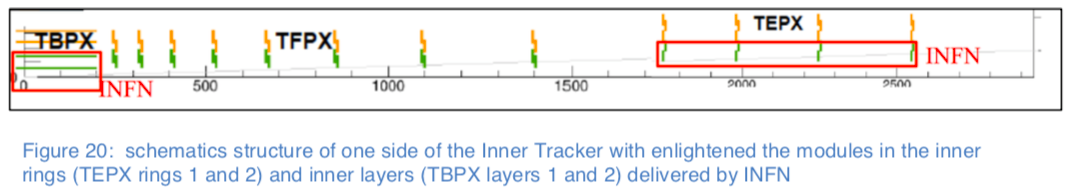 TBPX TFPX TEPX
INFN
INFN
0 500 1000 1500 2000 2500
Figure 20: schematics structure of one side of the Inner Tracker with enlightened the modules in the inner
rings (TEPX rings 1 and 2) and inner layers (TBPX layers 1 and 2) delivered by INFN